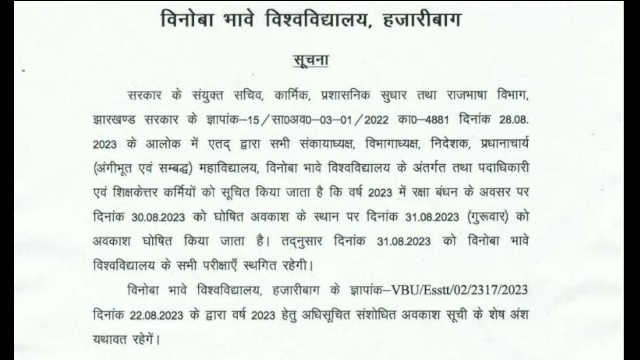 विनोबा भावे विश्वविद्यालय, हजारीबाग
सूचना
सरकार के संयुक्त सचिव, कार्मिक, प्रशासनिक सुधार तथा राजभाषा विभाग,
झारखण्ड सरकार के ज्ञापांक–15/सा0अव0–03–01/2022 का0–4881 दिनांक 28.08.
2023 के आलोक में एतद् द्वारा सभी संकायाध्यक्ष, विभागाध्यक्ष, निदेशक, प्रधानाचार्य
(अंगीभूत एवं सम्बद्ध) महाविद्यालय, विनोबा भावे विश्वविद्यालय के अंतर्गत तथा पदाधिकारी
एवं शिक्षकेत्तर कर्मियों को सूचित किया जाता है कि वर्ष 2023 में रक्षा बंधन के अवसर पर
दिनांक 30.08.2023 को घोषित अवकाश के स्थान पर दिनांक 31.08.2023 (गुरूवार) को
अवकाश घोषित किया जाता है। तद्नुसार दिनांक 31.08.2023 को विनोबा भावे
विश्वविद्यालय के सभी परीक्षाएँ स्थगित रहेगी।
विनोबा भावे विश्वविद्यालय, हजारीबाग के ज्ञापांक–VBU/Esstt/02/2317/2023
दिनांक 22.08.2023 के द्वारा वर्ष 2023 हेतु अधिसूचित संशोधित अवकाश सूची के शेष अंश
यथावत रहेगें।